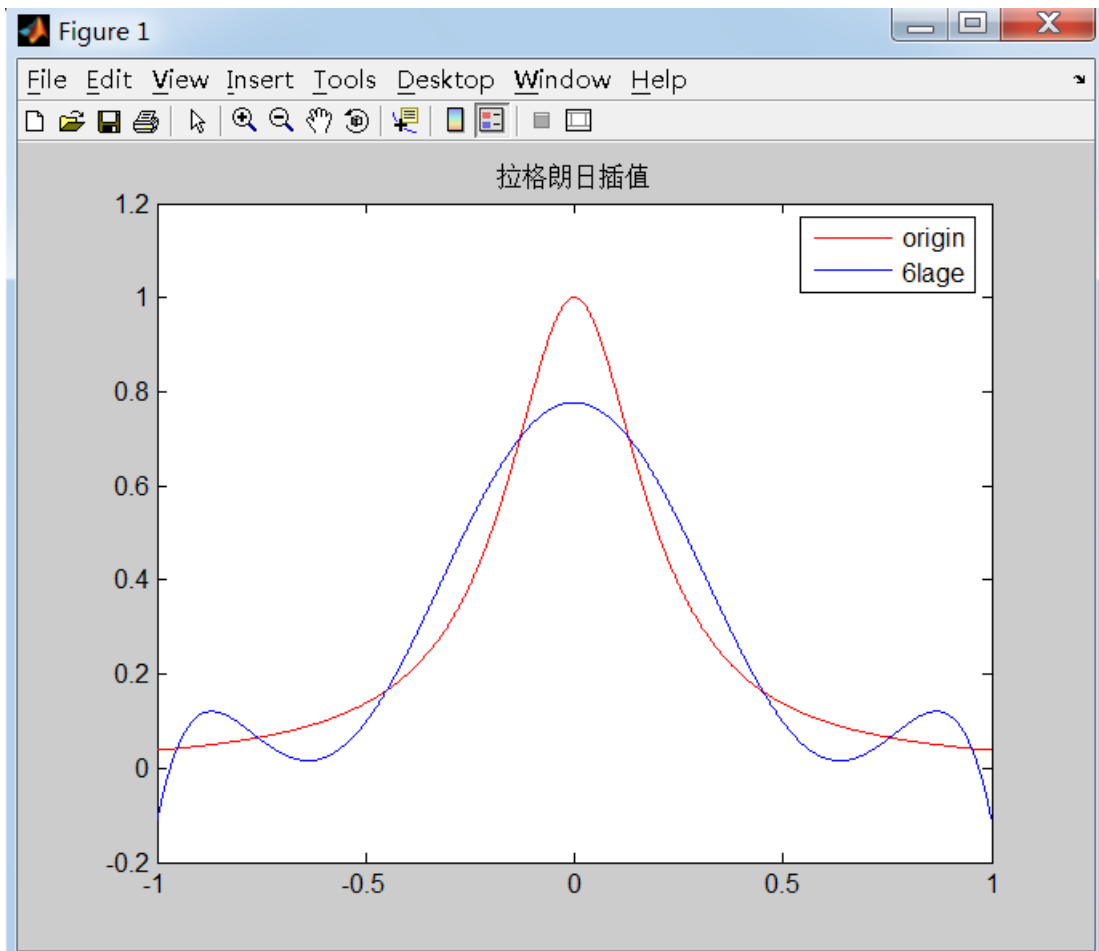 Figure 1
File Edit View Insert Tools Desktop Window Help
拉格朗日插值
1.2
1
0.8
0.6
0.4
0.2
0
-0.2
origin
6lage
-1 -0.5 0 0.5 1